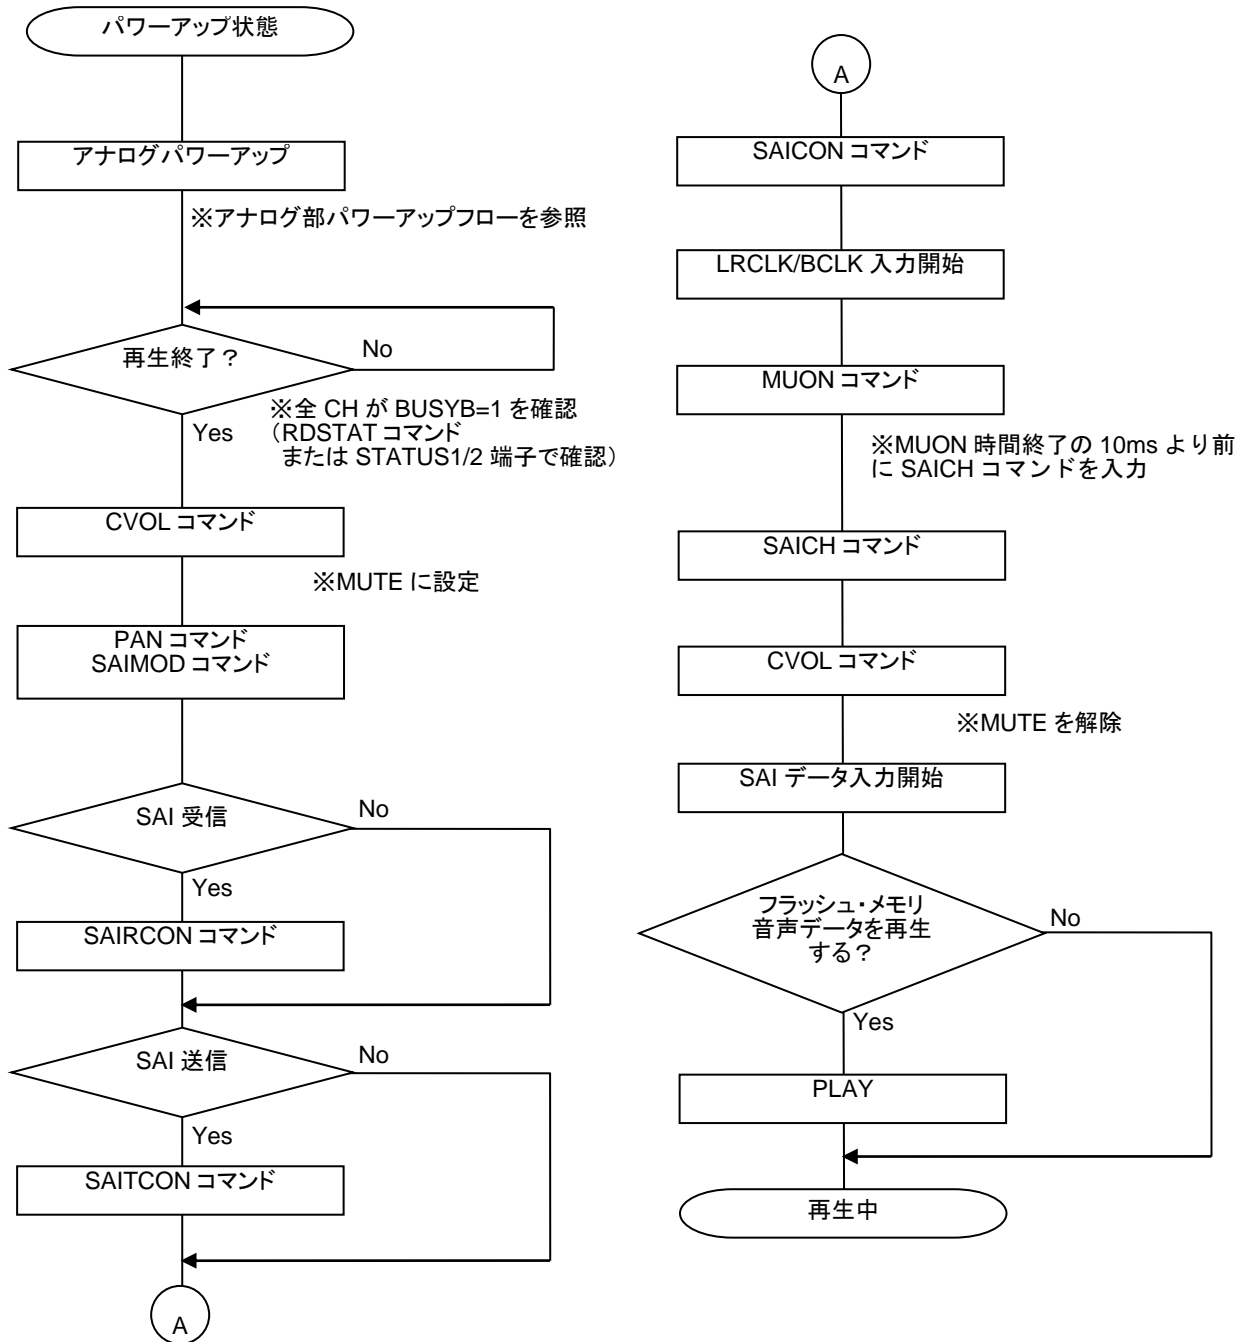 パワーアップ状態
アナログパワーアップ
※アナログ部パワーアップフローを参照
再生終了？
No
※全 CH が BUSYB=1 を確認
（RDSTAT コマンド
または STATUS1/2 端子で確認）
Yes
CVOL コマンド
※MUTE に設定
PAN コマンド
SAIMOD コマンド
SAI 受信
No
Yes
SAIRCON コマンド
SAI 送信
No
Yes
SAITCON コマンド
A
A
SAICON コマンド
LRCLK/BCLK 入力開始
MUON コマンド
※MUON 時間終了の 10ms より前
に SAICH コマンドを入力
SAICH コマンド
CVOL コマンド
※MUTE を解除
SAI データ入力開始
フラッシュ・メモリ
音声データを再生
する？
No
Yes
PLAY
再生中